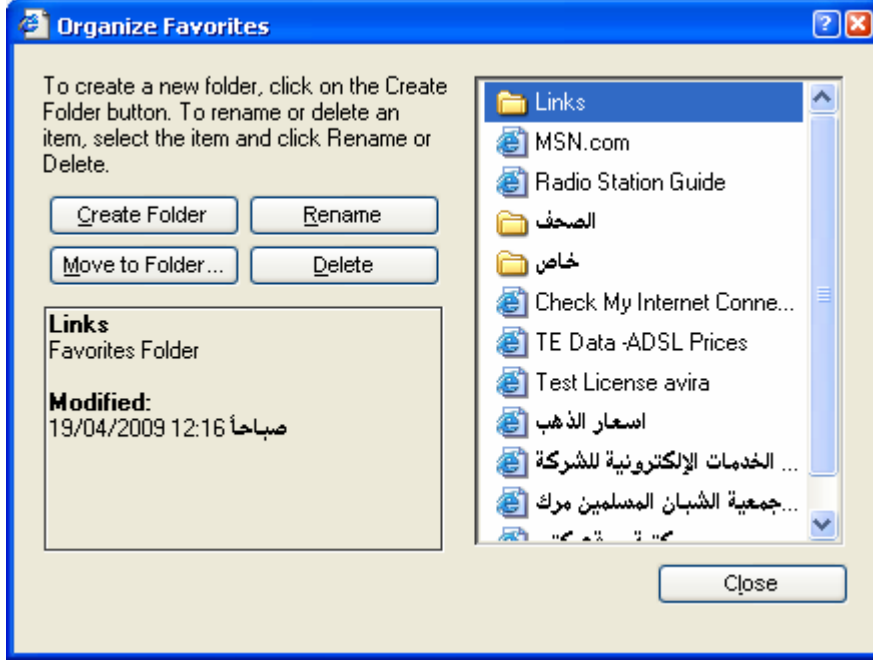 Organize Favorites
To create a new folder, click on the Create
Folder button. To rename or delete an
item, select the item and click Rename or
Delete.
Create Folder
Rename
Move to Folder...
Delete
Links
Favorites Folder
Modified:
19/04/2009 12:16 صباحاً
Links
MSN.com
Radio Station Guide
الصحف
خاص
Check My Internet Conne...
TE Data -ADSL Prices
Test License avira
اسعار الذهب
الخدمات الإلكترونية للشركة ...
جمعية الشبان المسلمين مرك...
Close